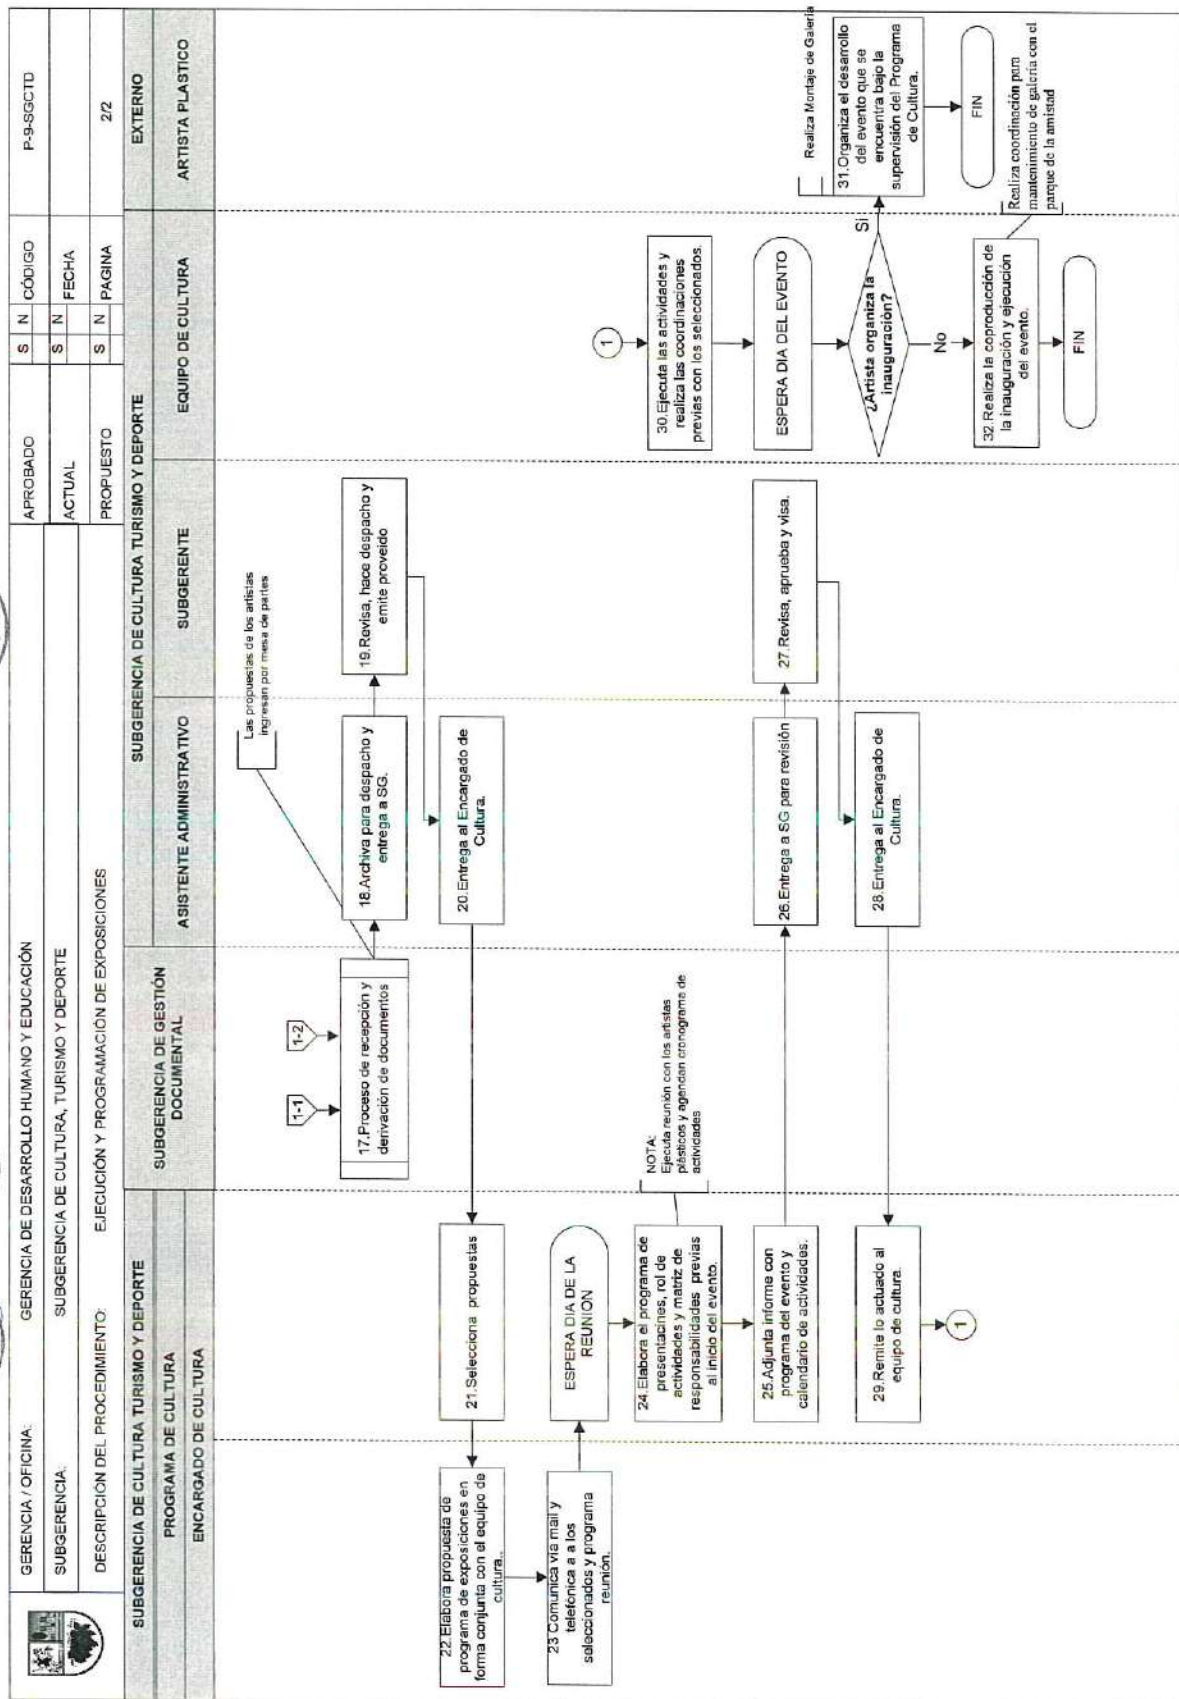 GERENCIA / OFICINA:
GERENCIA DE DESARROLLO HUMANO Y EDUCACIÓN
APROBADO
S
N
CÓDIGO
P-9-SGCTD
SUBGERENCIA:
SUBGERENCIA DE CULTURA, TURISMO Y DEPORTE
ACTUAL
S
N
FECHA
DESCRIPCIÓN DEL PROCEDIMIENTO:
EJECUCIÓN Y PROGRAMACIÓN DE EXPOSICIONES
PROPUESTO
S
N
PAGINA
2/2
SUBGERENCIA DE CULTURA TURISMO Y DEPORTE
PROGRAMA DE CULTURA
ENCARGADO DE CULTURA
SUBGERENCIA DE GESTIÓN
DOCUMENTAL
SUBGERENCIA DE CULTURA TURISMO Y DEPORTE
ASISTENTE ADMINISTRATIVO
SUBGERENTE
EQUIPO DE CULTURA
EXTERNO
ARTISTA PLASTICO
1-1
1-2
17.Proceso de recepción y
derivación de documentos
Las propuestas de los artistas
ingresan por mesa de partes
18.Archiva para despacho y
entrega a SG.
19.Revisa, hace despacho y
emite proveido
20.Entrega al Encargado de
Cultura.
21.Selecciona propuestas
22.Elabora propuesta de
programa de exposiciones en
forma conjunta con el equipo de
cultura..
23 Comunica via mail y
telefónica a a los
seleccionados y programa
reunión.
ESPERA DIA DE LA
REUNION
24.Elabora el programa de
presentacines, rol de
actividades y matriz de
responsabilidades previas
al inicio del evento.
NOTA:
Ejecuta reunión con los artistas
plásticos y agendan cronograma de
actividades
25.Adjunta informe con
programa del evento y
calendario de actividades.
26.Entrega a SG para revisión
27.Revisa, aprueba y visa.
28.Entrega al Encargado de
Cultura.
29.Remite lo actuado al
equipo de cultura.
1
1
30.Ejecuta las actividades y
realiza las coordinaciones
previas con los seleccionados.
ESPERA DIA DEL EVENTO
¿Artista organiza la
inauguración?
Si
No
Realiza Montaje de Galería
31.Organiza el desarrollo
del evento que se
encuentra bajo la
supervisión del Programa
de Cultura.
FIN
32.Realiza la coproducción de
la inauguración y ejecución
del evento.
Realiza coordinación para
mantenimiento de galería con el
parque de la amistad
FIN